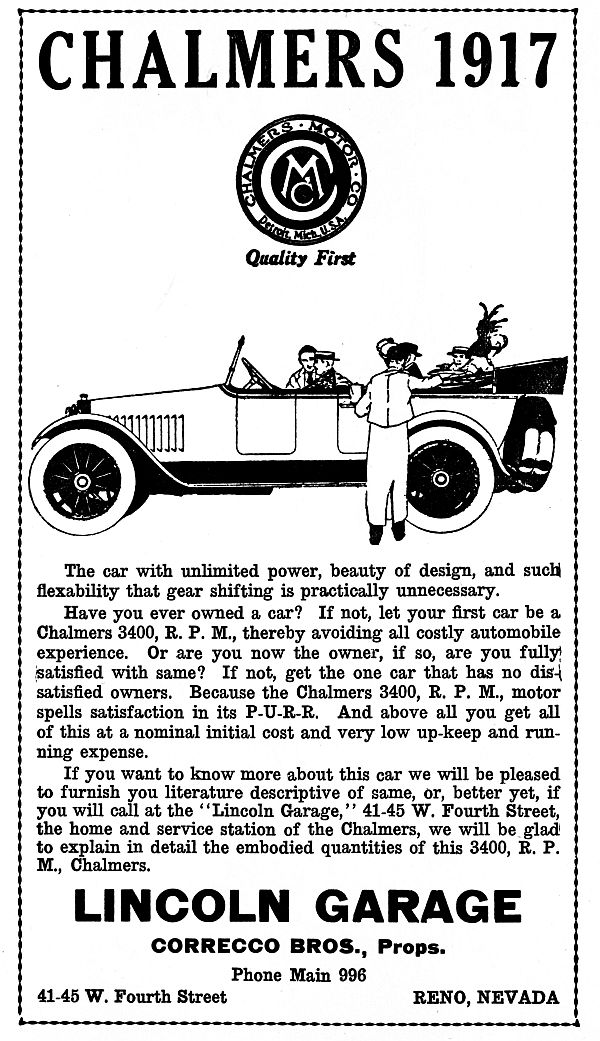 CHALMERS 1917
CHALMERS · MOTOR · CO
CMC
Detroit, Mich. U.S.A.
Quality First
The car with unlimited power, beauty of design, and such
flexability that gear shifting is practically unnecessary.
Have you ever owned a car? If not, let your first car be a
Chalmers 3400, R. P. M., thereby avoiding all costly automobile
experience. Or are you now the owner, if so, are you fully
satisfied with same? If not, get the one car that has no dis-
satisfied owners. Because the Chalmers 3400, R. P. M., motor
spells satisfaction in its P-U-R-R. And above all you get all
of this at a nominal initial cost and very low up-keep and run-
ning expense.
If you want to know more about this car we will be pleased
to furnish you literature descriptive of same, or, better yet, if
you will call at the "Lincoln Garage," 41-45 W. Fourth Street,
the home and service station of the Chalmers, we will be glad
to explain in detail the embodied quantities of this 3400, R. P.
M., Chalmers.
LINCOLN GARAGE
CORRECCO BROS., Props.
Phone Main 996
41-45 W. Fourth Street RENO, NEVADA